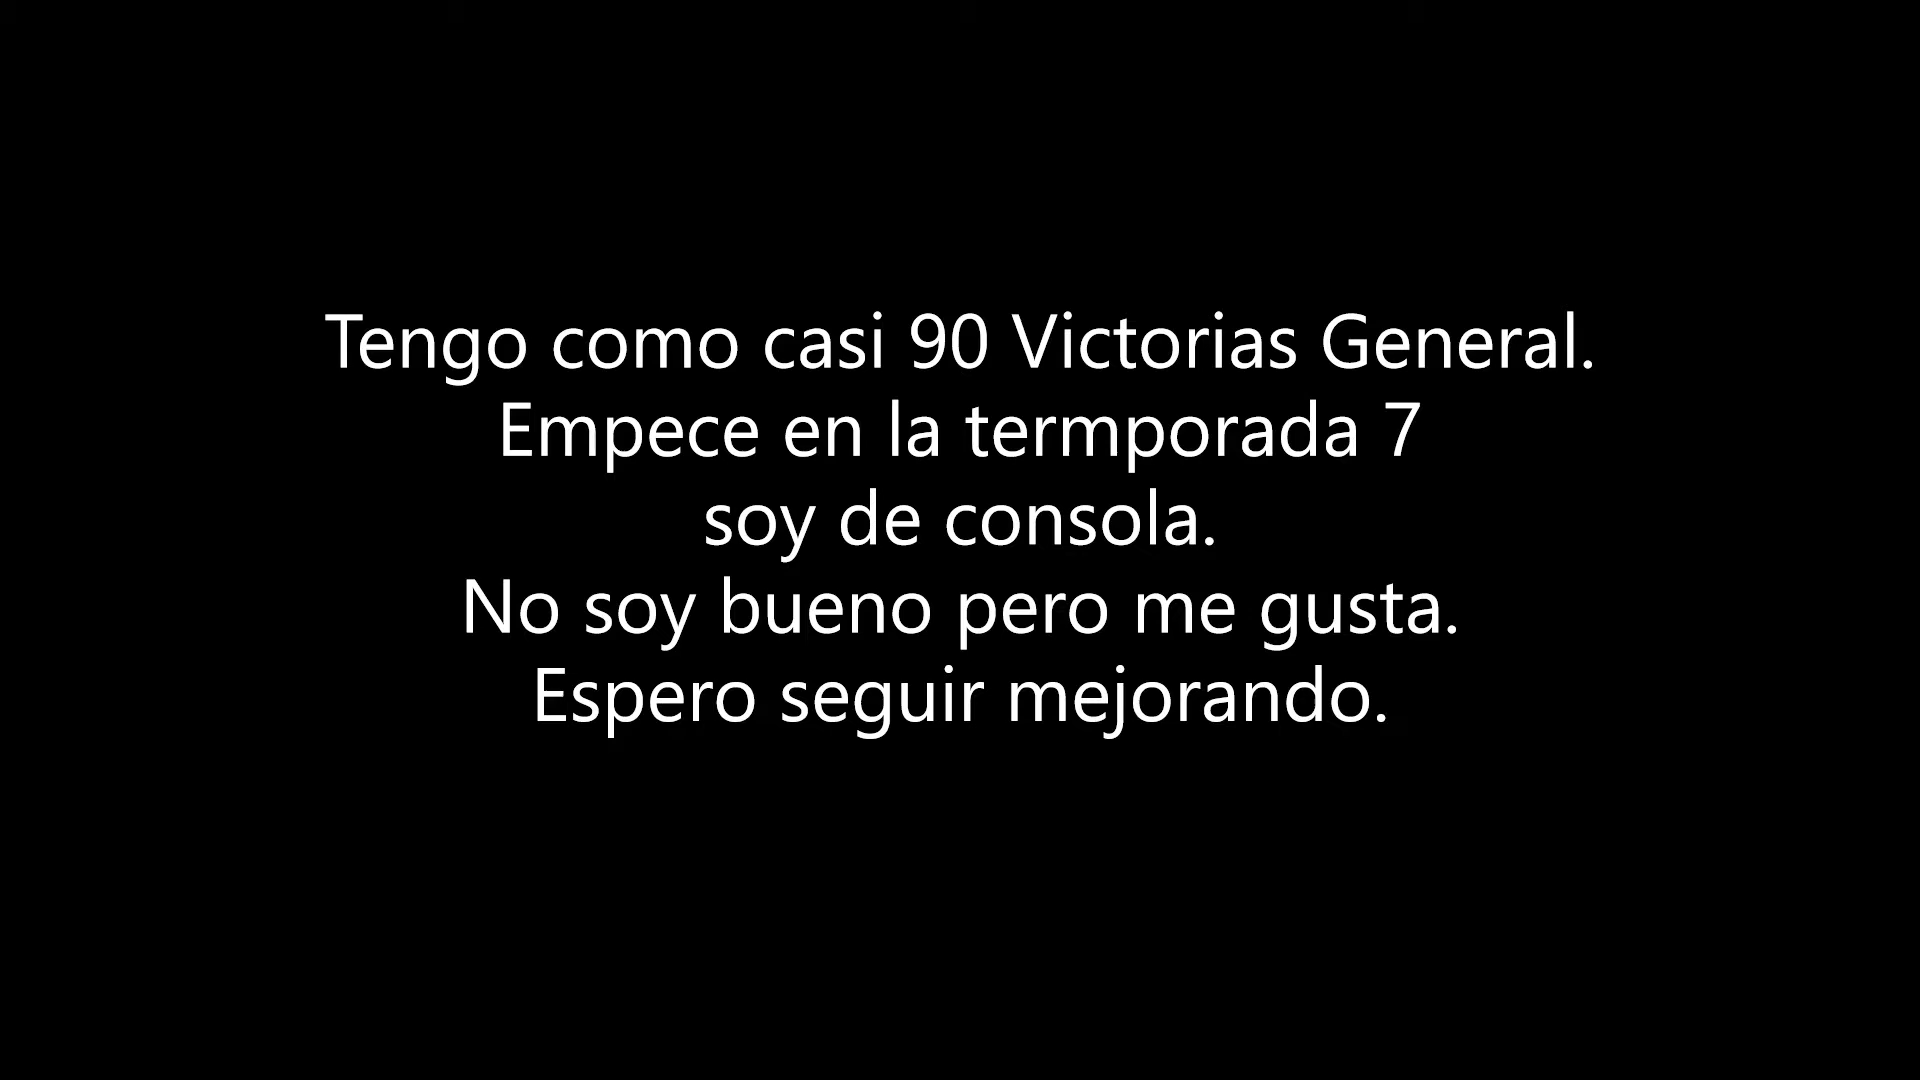 Tengo como casi 90 Victorias General.
Empece en la termporada 7
soy de consola.
No soy bueno pero me gusta.
Espero seguir mejorando.